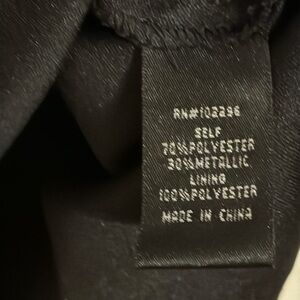 RN#102296
SELF
70%POLYESTER
30%METALLIC
LINING
100%POLYESTER
MADE IN CHINA